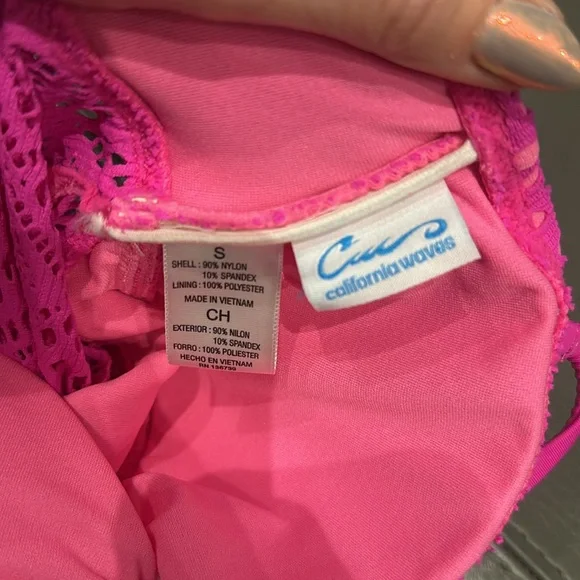 S
SHELL : 90% NYLON
10% SPANDEX
LINING : 100% POLYESTER
MADE IN VIETNAM
CH
EXTERIOR : 90% NILON
10% SPANDEX
FORRO : 100% POLIESTER
HECHO EN VIETNAM
california waves